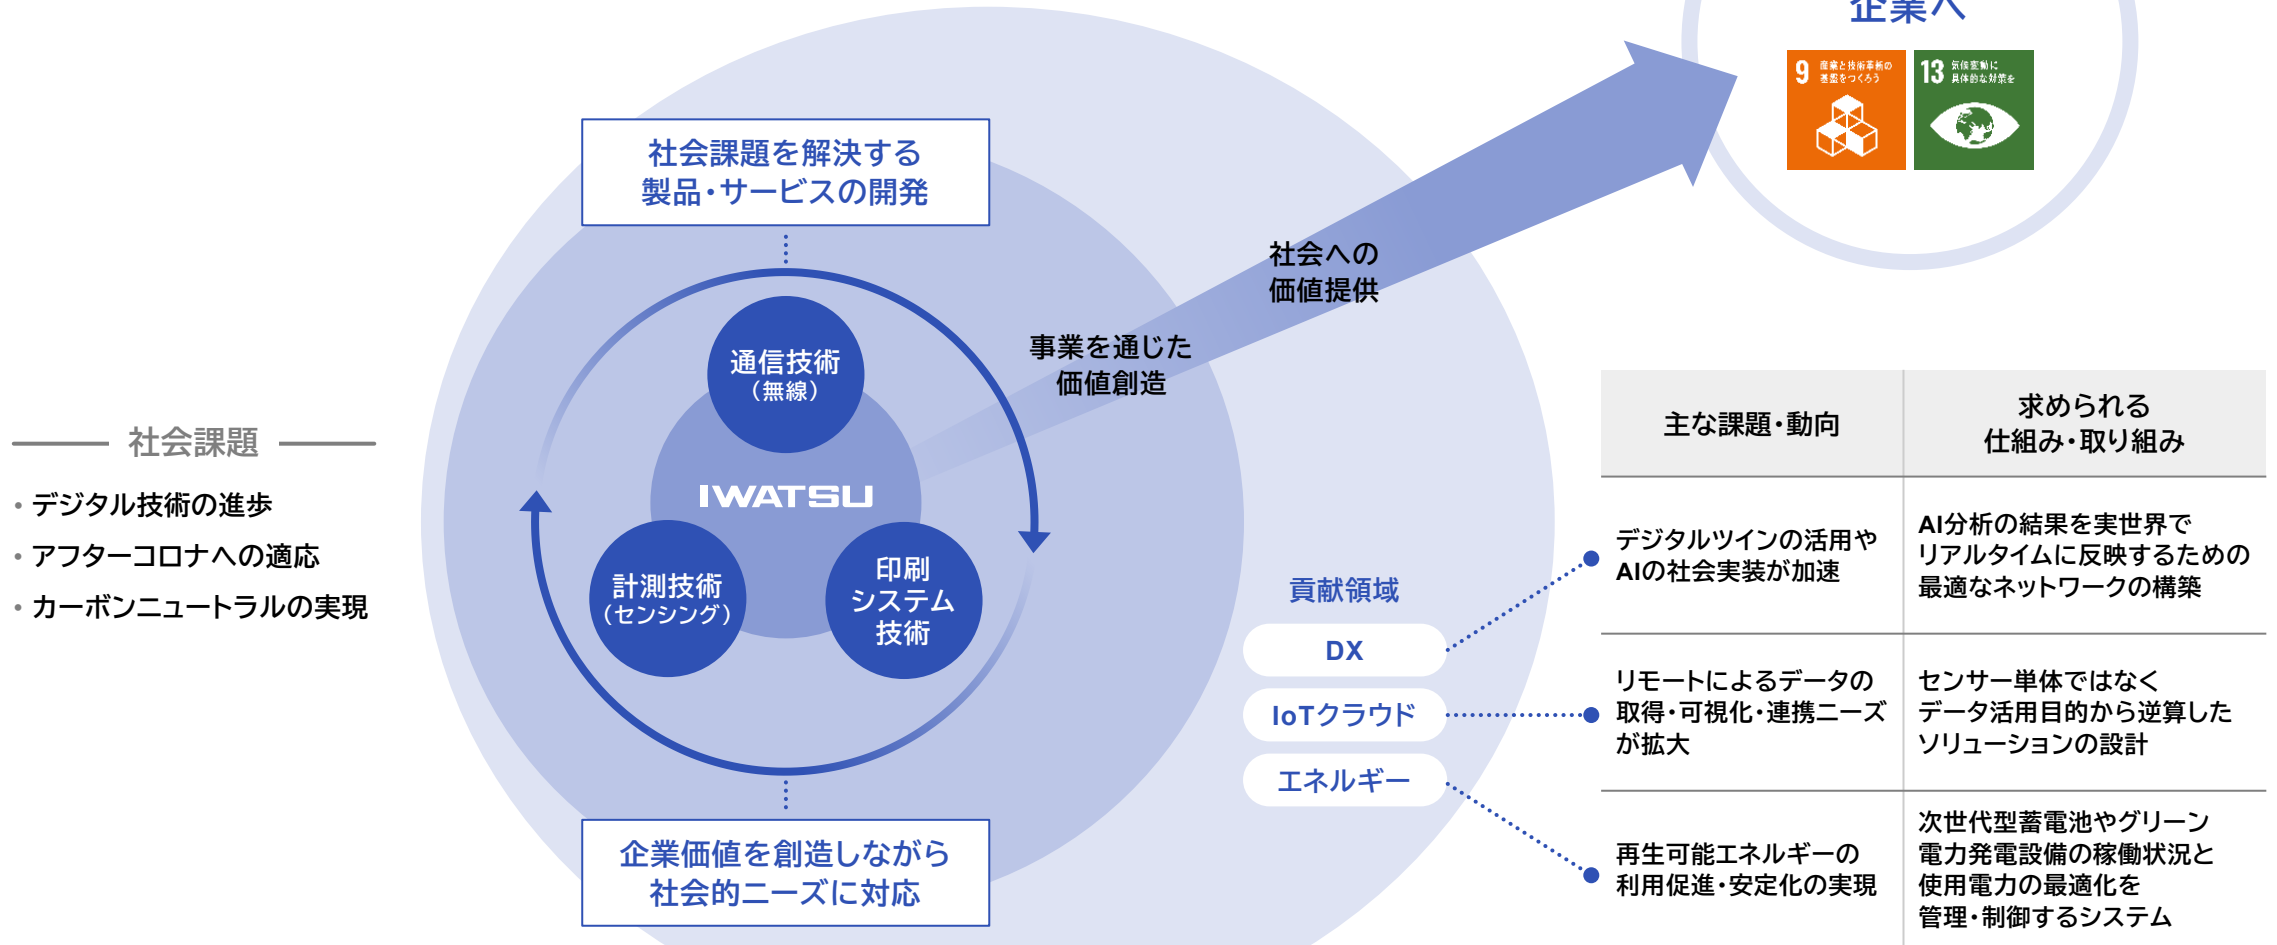 企業へ
9 産業と技術革新の
基盤をつくろう
13 気候変動に
具体的な対策を
社会課題を解決する
製品・サービスの開発
社会への
価値提供
事業を通じた
価値創造
通信技術
（無線）
IWATSU
計測技術
（センシング）
印刷
システム
技術
社会課題
・デジタル技術の進歩
・アフターコロナへの適応
・カーボンニュートラルの実現
企業価値を創造しながら
社会的ニーズに対応
貢献領域
DX
IoTクラウド
エネルギー
主な課題・動向
求められる
仕組み・取り組み
デジタルツインの活用や
AIの社会実装が加速
AI分析の結果を実世界で
リアルタイムに反映するための
最適なネットワークの構築
リモートによるデータの
取得・可視化・連携ニーズ
が拡大
センサー単体ではなく
データ活用目的から逆算した
ソリューションの設計
再生可能エネルギーの
利用促進・安定化の実現
次世代型蓄電池やグリーン
電力発電設備の稼働状況と
使用電力の最適化を
管理・制御するシステム